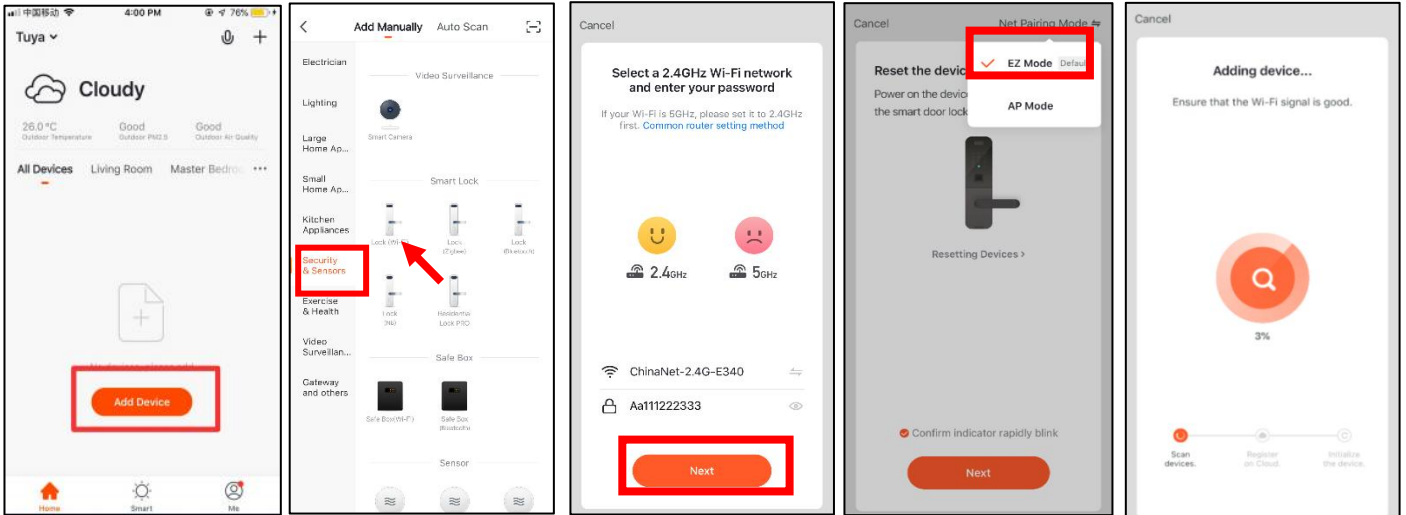 中国移动
4:00 PM
76%
Tuya
Cloudy
26.0 °C
Good
Good
Outdoor Temperature
Outdoor PM2.5
Outdoor Air Quality
All Devices
Living Room
Master Bedro
Add Device
Home
Smart
Me
Add Manually
Auto Scan
Electrician
Lighting
Large
Home Ap...
Small
Home Ap...
Kitchen
Appliances
Security
& Sensors
Exercise
& Health
Video
Surveillan...
Gateway
and others
Video Surveillance
Smart Camera
Smart Lock
Lock (Wi-Fi)
Lock
(Zigbee)
Lock
(Bluetooth)
Lock
Residential
Lock PRO
Safe Box
Safe Box(Wi-Fi)
Safe Box
(Bluetooth)
Sensor
Cancel
Select a 2.4GHz Wi-Fi network
and enter your password
If your Wi-Fi is 5GHz, please set it to 2.4GHz
first. Common router setting method
2.4GHz
5GHz
ChinaNet-2.4G-E340
Aa111222333
Next
Cancel
Net Pairing Mode
EZ Mode
Defaul
AP Mode
Reset the devic
Power on the devic
the smart door lock
Resetting Devices >
Confirm indicator rapidly blink
Next
Cancel
Adding device...
Ensure that the Wi-Fi signal is good.
3%
Scan
devices.
Register
on Cloud.
Initialize
the device.